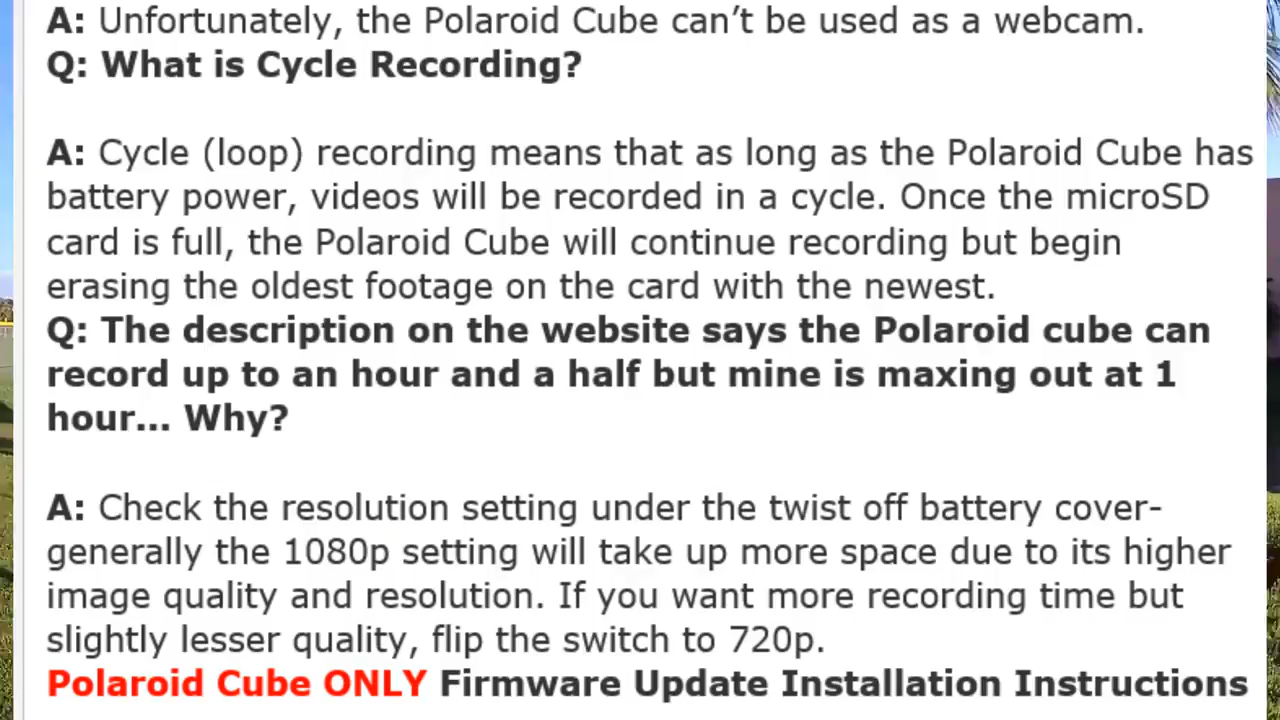 A: Unfortunately, the Polaroid Cube can’t be used as a webcam.
Q: What is Cycle Recording?
A: Cycle (loop) recording means that as long as the Polaroid Cube has
battery power, videos will be recorded in a cycle. Once the microSD
card is full, the Polaroid Cube will continue recording but begin
erasing the oldest footage on the card with the newest.
Q: The description on the website says the Polaroid cube can
record up to an hour and a half but mine is maxing out at 1
hour... Why?
A: Check the resolution setting under the twist off battery cover-
generally the 1080p setting will take up more space due to its higher
image quality and resolution. If you want more recording time but
slightly lesser quality, flip the switch to 720p.
Polaroid Cube ONLY Firmware Update Installation Instructions